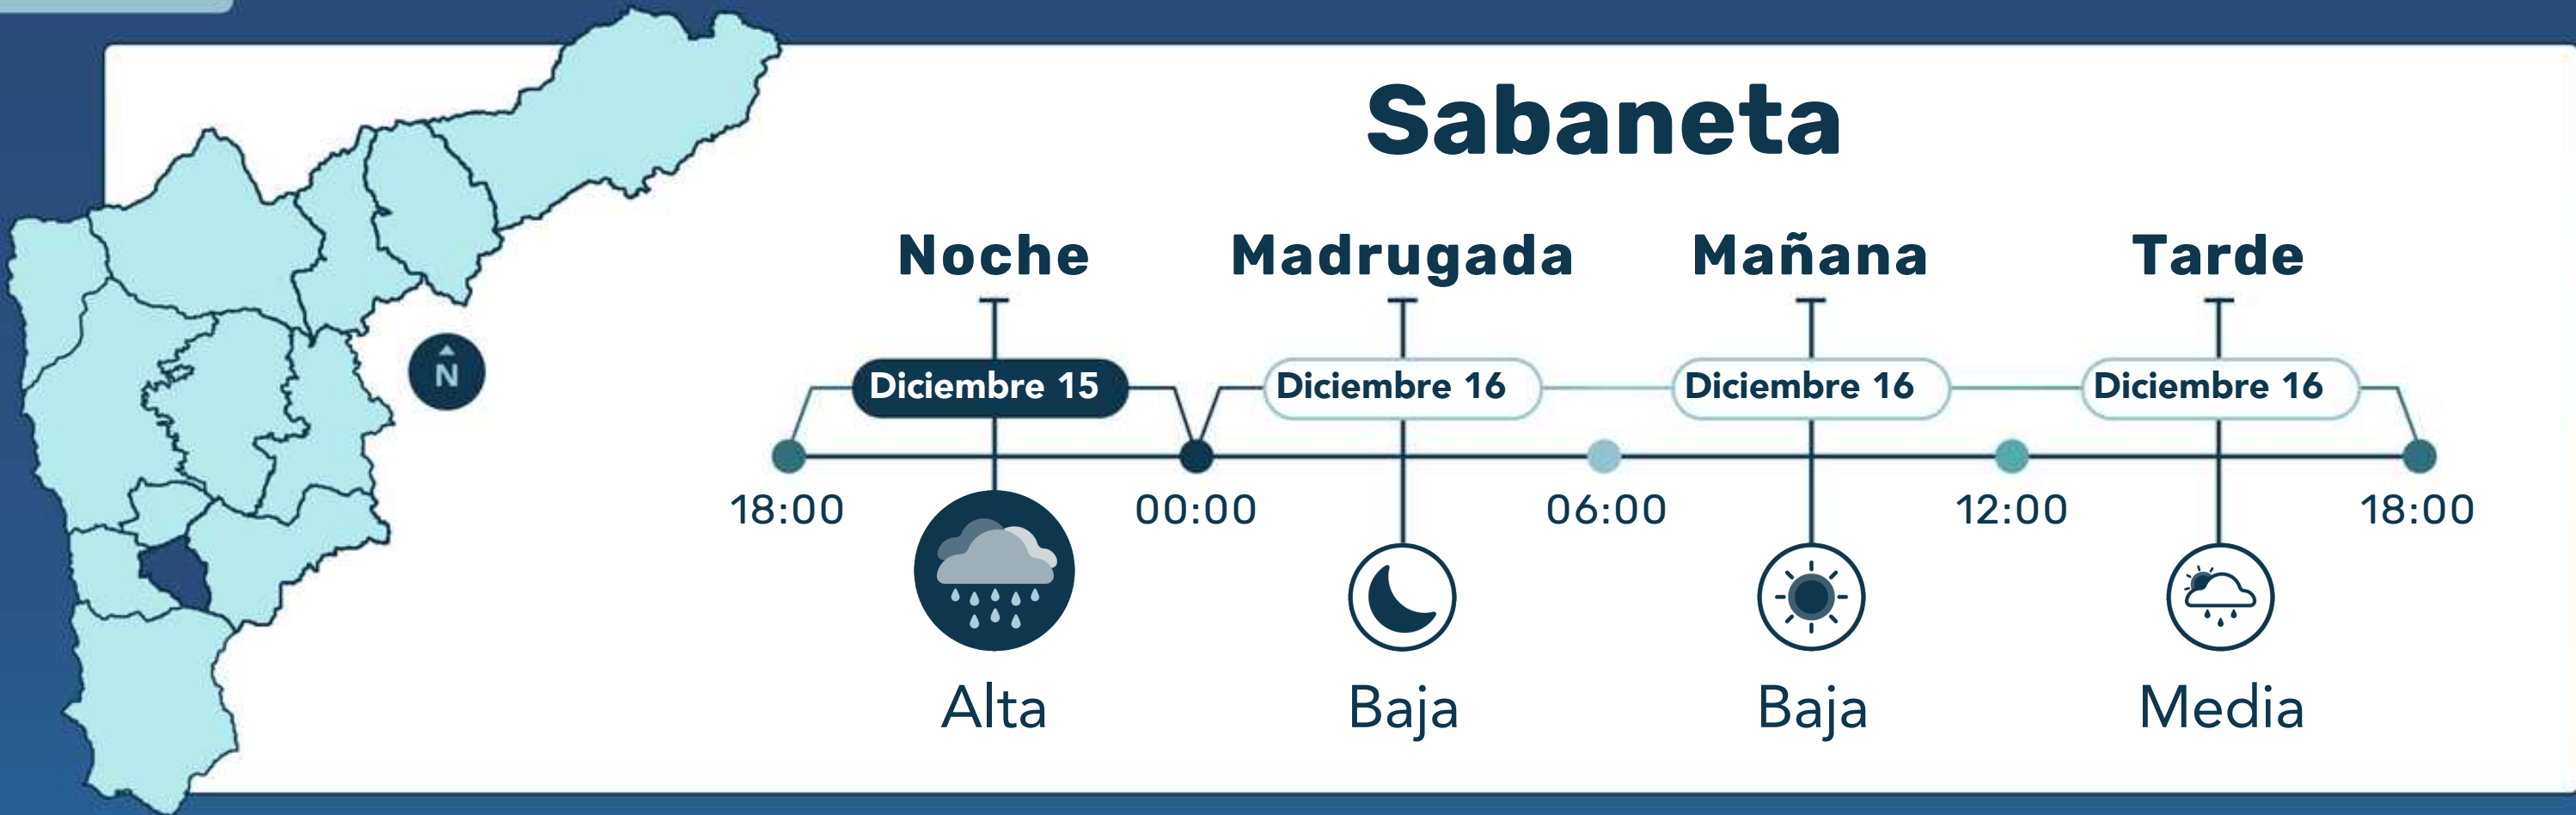 Sabaneta
Noche Madrugada Mañana Tarde
Diciembre 15 Diciembre 16 Diciembre 16 Diciembre 16
N
18:00 00:00 06:00 12:00 18:00
Alta Baja Baja Media